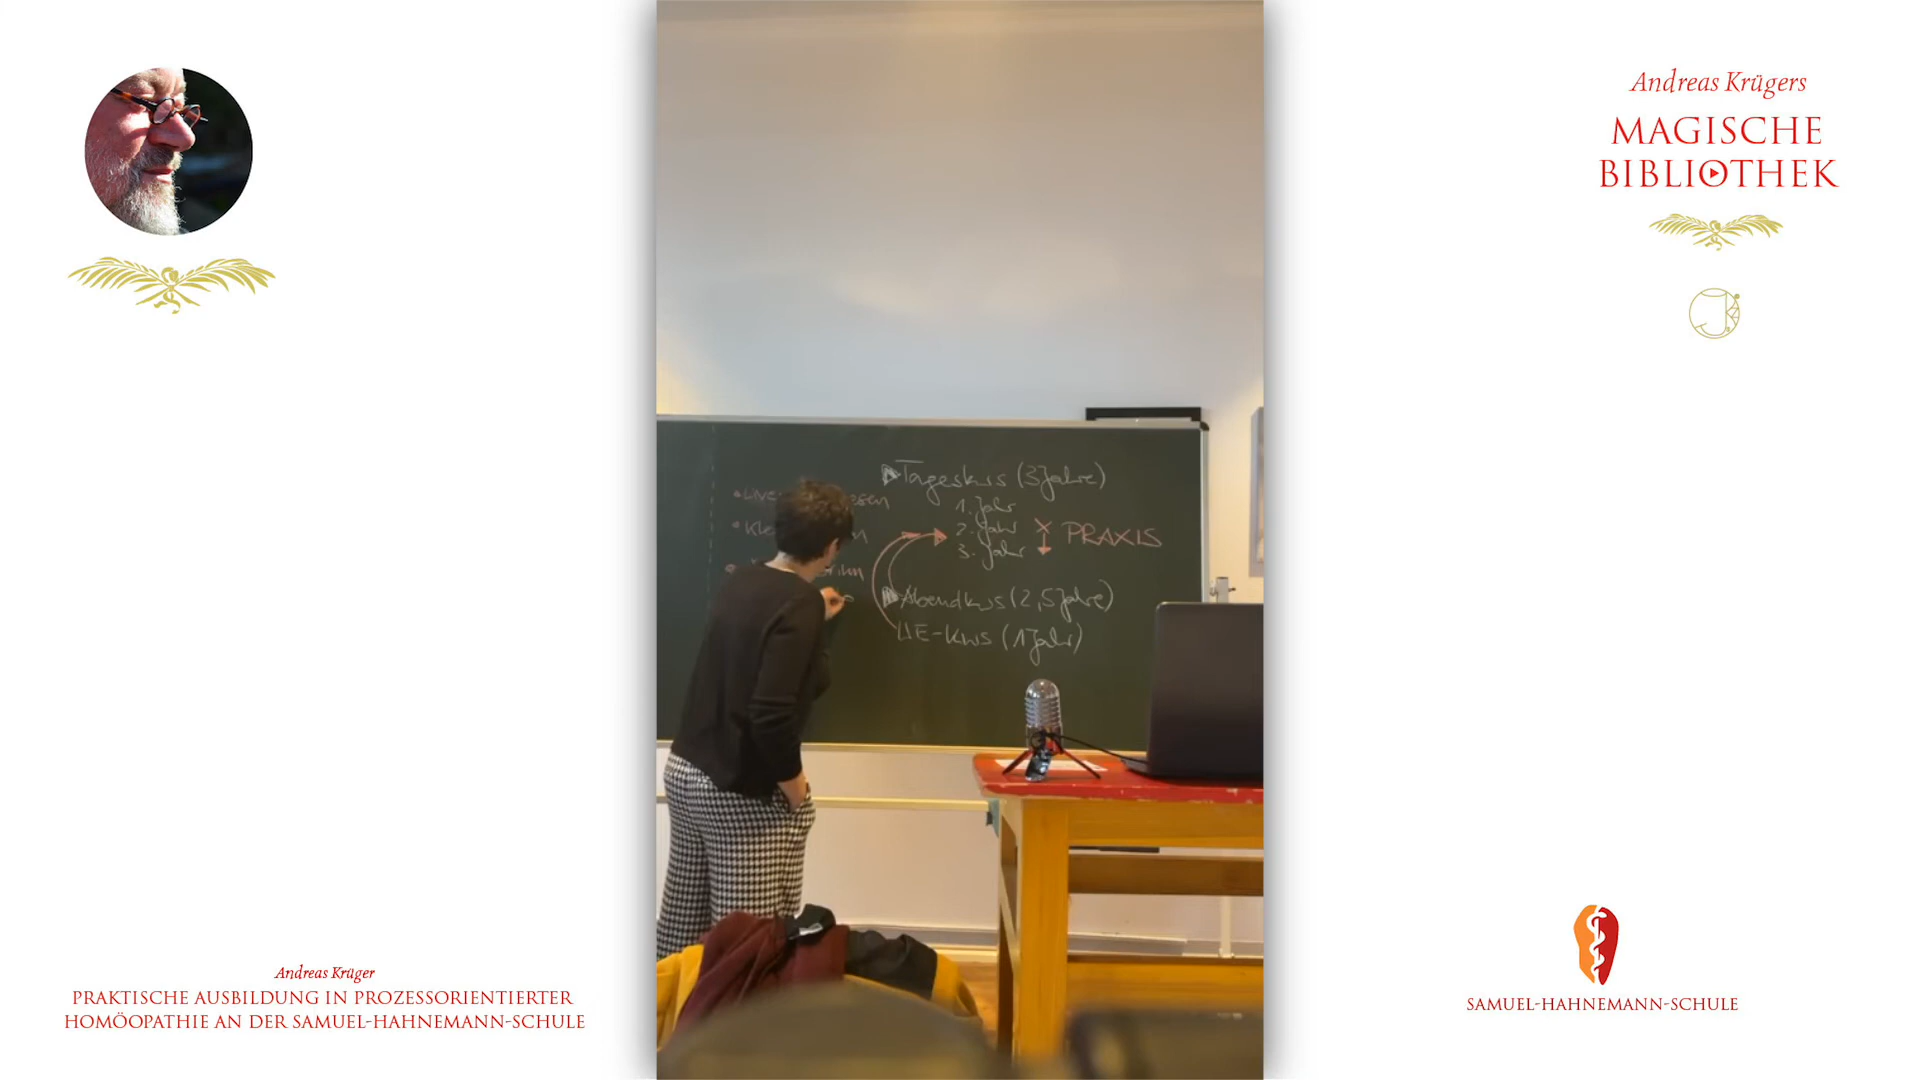 Andreas Krügers
MAGISCHE
BIBLIOTHEK
Tageskurs (3 Jahre)
1. Jahr
2. Jahr X PRAXIS
3. Jahr
Abendkurs (2,5 Jahre)
WE-Kurs (1 Jahr)
Andreas Krüger
PRAKTISCHE AUSBILDUNG IN PROZESSORIENTIERTER
HOMÖOPATHIE AN DER SAMUEL-HAHNEMANN-SCHULE
SAMUEL-HAHNEMANN-SCHULE